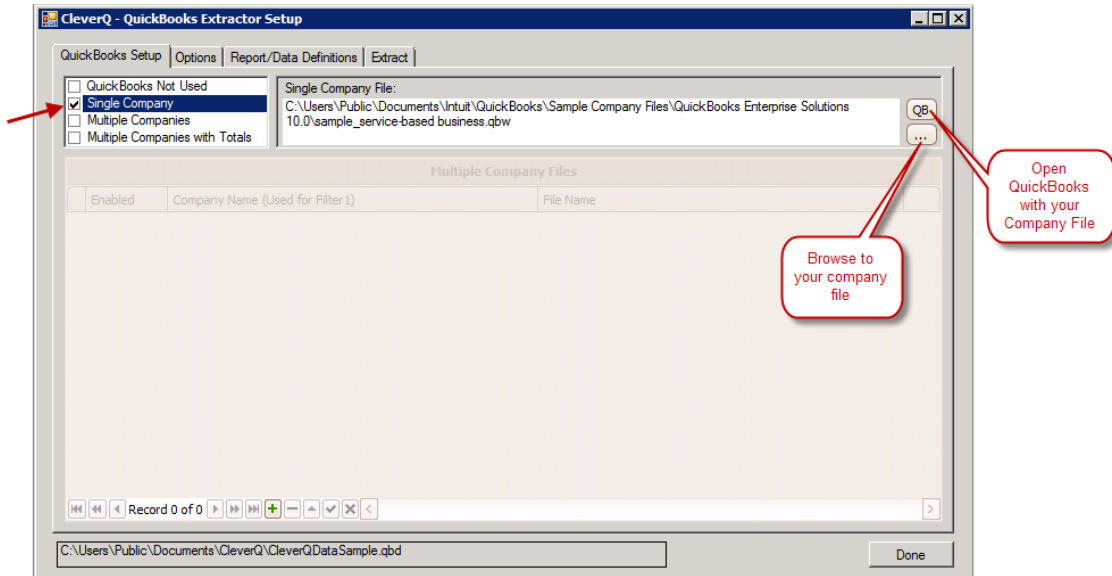 CleverQ - QuickBooks Extractor Setup
QuickBooks Setup Options Report/Data Definitions Extract
QuickBooks Not Used
Single Company
Multiple Companies
Multiple Companies with Totals
Single Company File:
C:\Users\Public\Documents\Intuit\QuickBooks\Sample Company Files\QuickBooks Enterprise Solutions
10.0\sample_service-based business.qbw
QB
...
Open
QuickBooks
with your
Company File
Multiple Company Files
Enabled Company Name (Used for Filter1) File Name
Browse to
your company
file
Record 0 of 0
C:\Users\Public\Documents\CleverQ\CleverQDataSample.qbd
Done